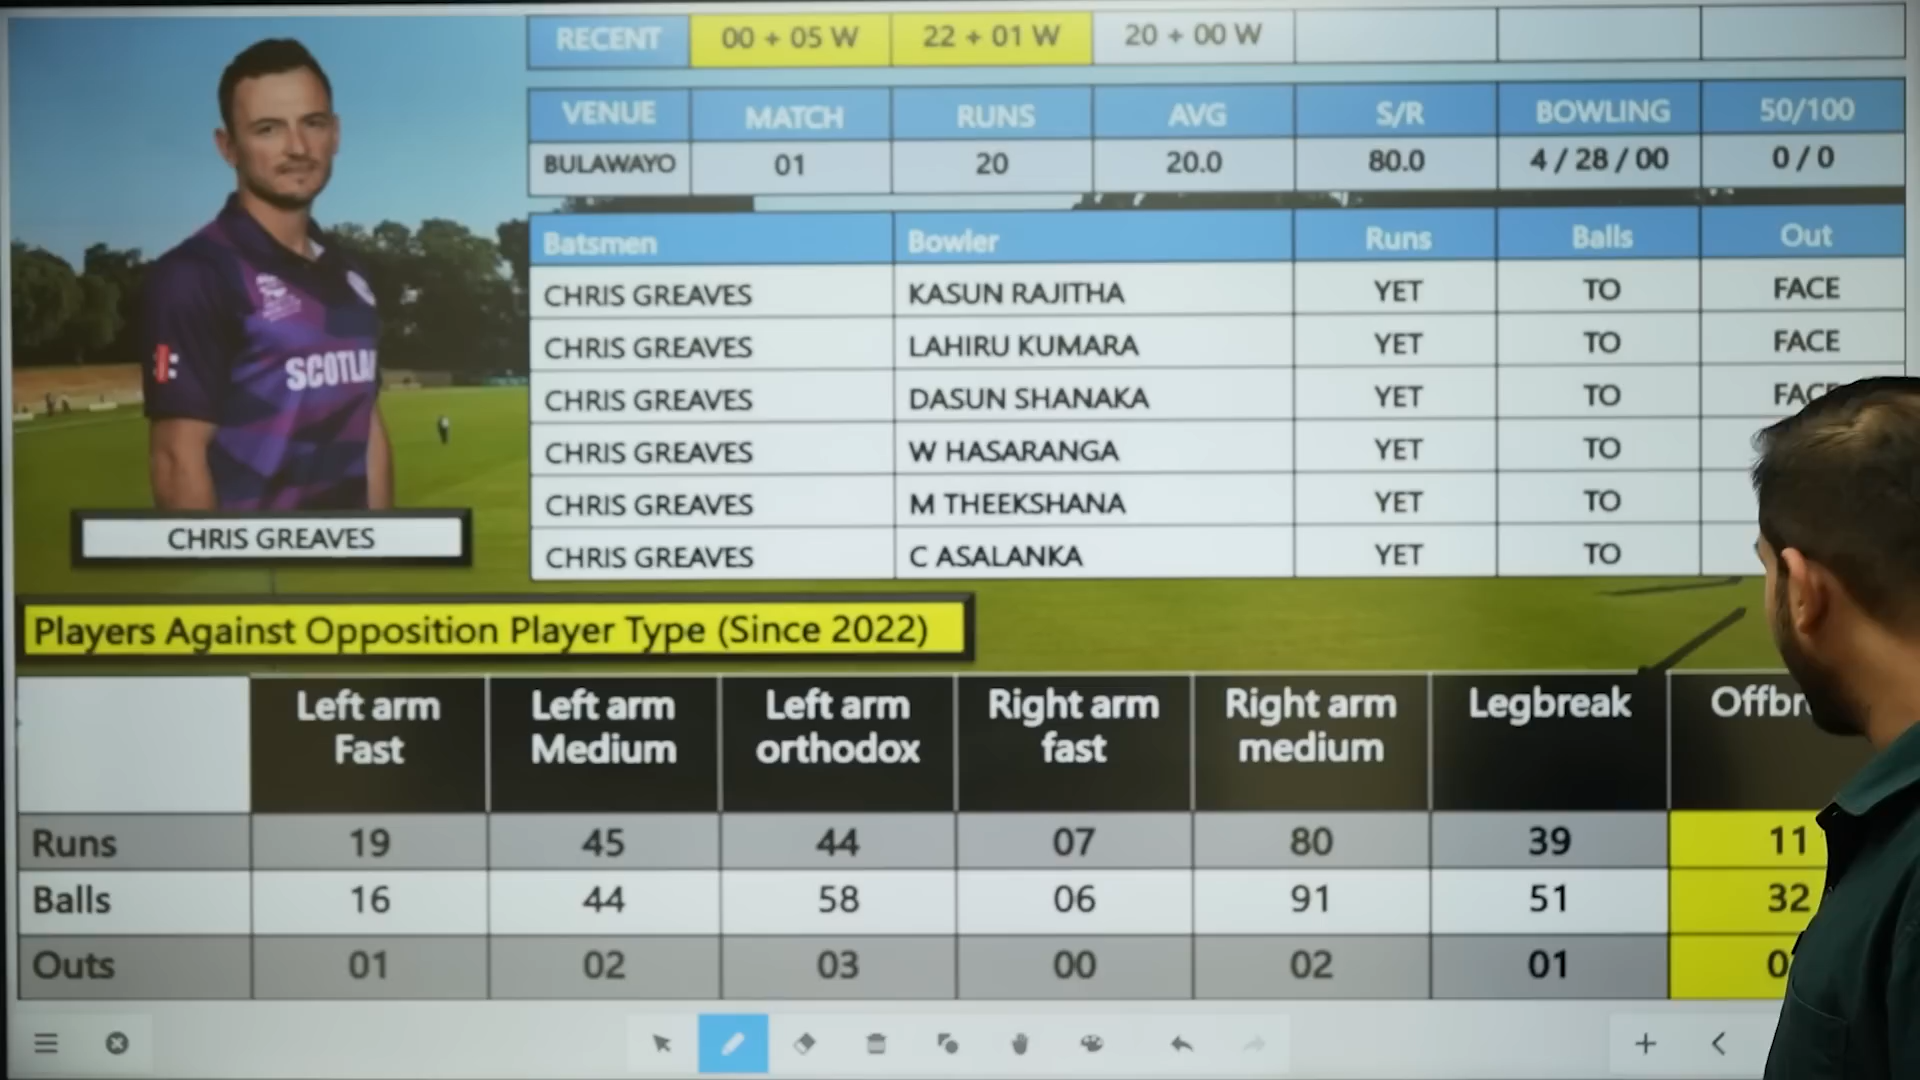 RECENT 00 + 05 W 22 + 01 W 20 + 00 W
VENUE MATCH RUNS AVG S/R BOWLING 50/100
BULAWAYO 01 20 20.0 80.0 4 / 28 / 00 0 / 0
Batsmen Bowler Runs Balls Out
CHRIS GREAVES KASUN RAJITHA YET TO FACE
CHRIS GREAVES LAHIRU KUMARA YET TO FACE
CHRIS GREAVES DASUN SHANAKA YET TO
CHRIS GREAVES W HASARANGA YET TO
CHRIS GREAVES M THEEKSHANA YET TO
CHRIS GREAVES C ASALANKA YET TO
CHRIS GREAVES
Players Against Opposition Player Type (Since 2022)
Left arm Fast Left arm Medium Left arm orthodox Right arm fast Right arm medium Legbreak
Runs 19 45 44 07 80 39 11
Balls 16 44 58 06 91 51 32
Outs 01 02 03 00 02 01